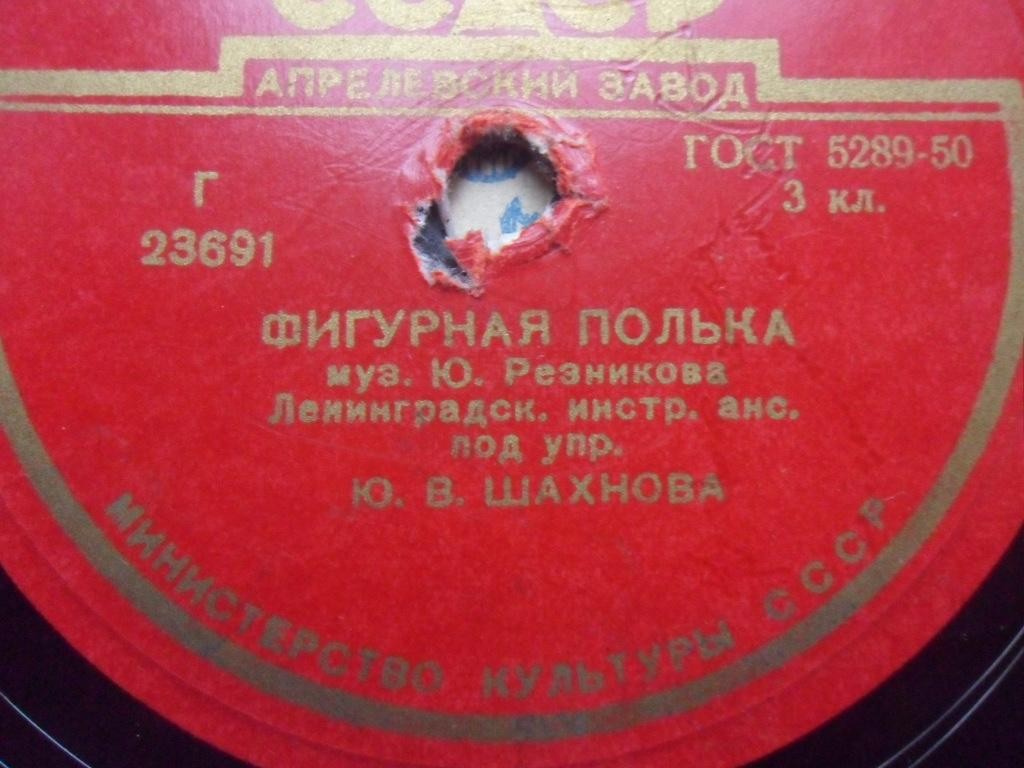 СССР
АПРЕЛЕВСКИЙ ЗАВОД
Г
23691
ГОСТ 5289-50
3 кл.
ФИГУРНАЯ ПОЛЬКА
муз. Ю. Резникова
Ленинградск. инстр. анс.
под упр.
Ю. В. ШАХНОВА
МИНИСТЕРСТВО КУЛЬТУРЫ СССР